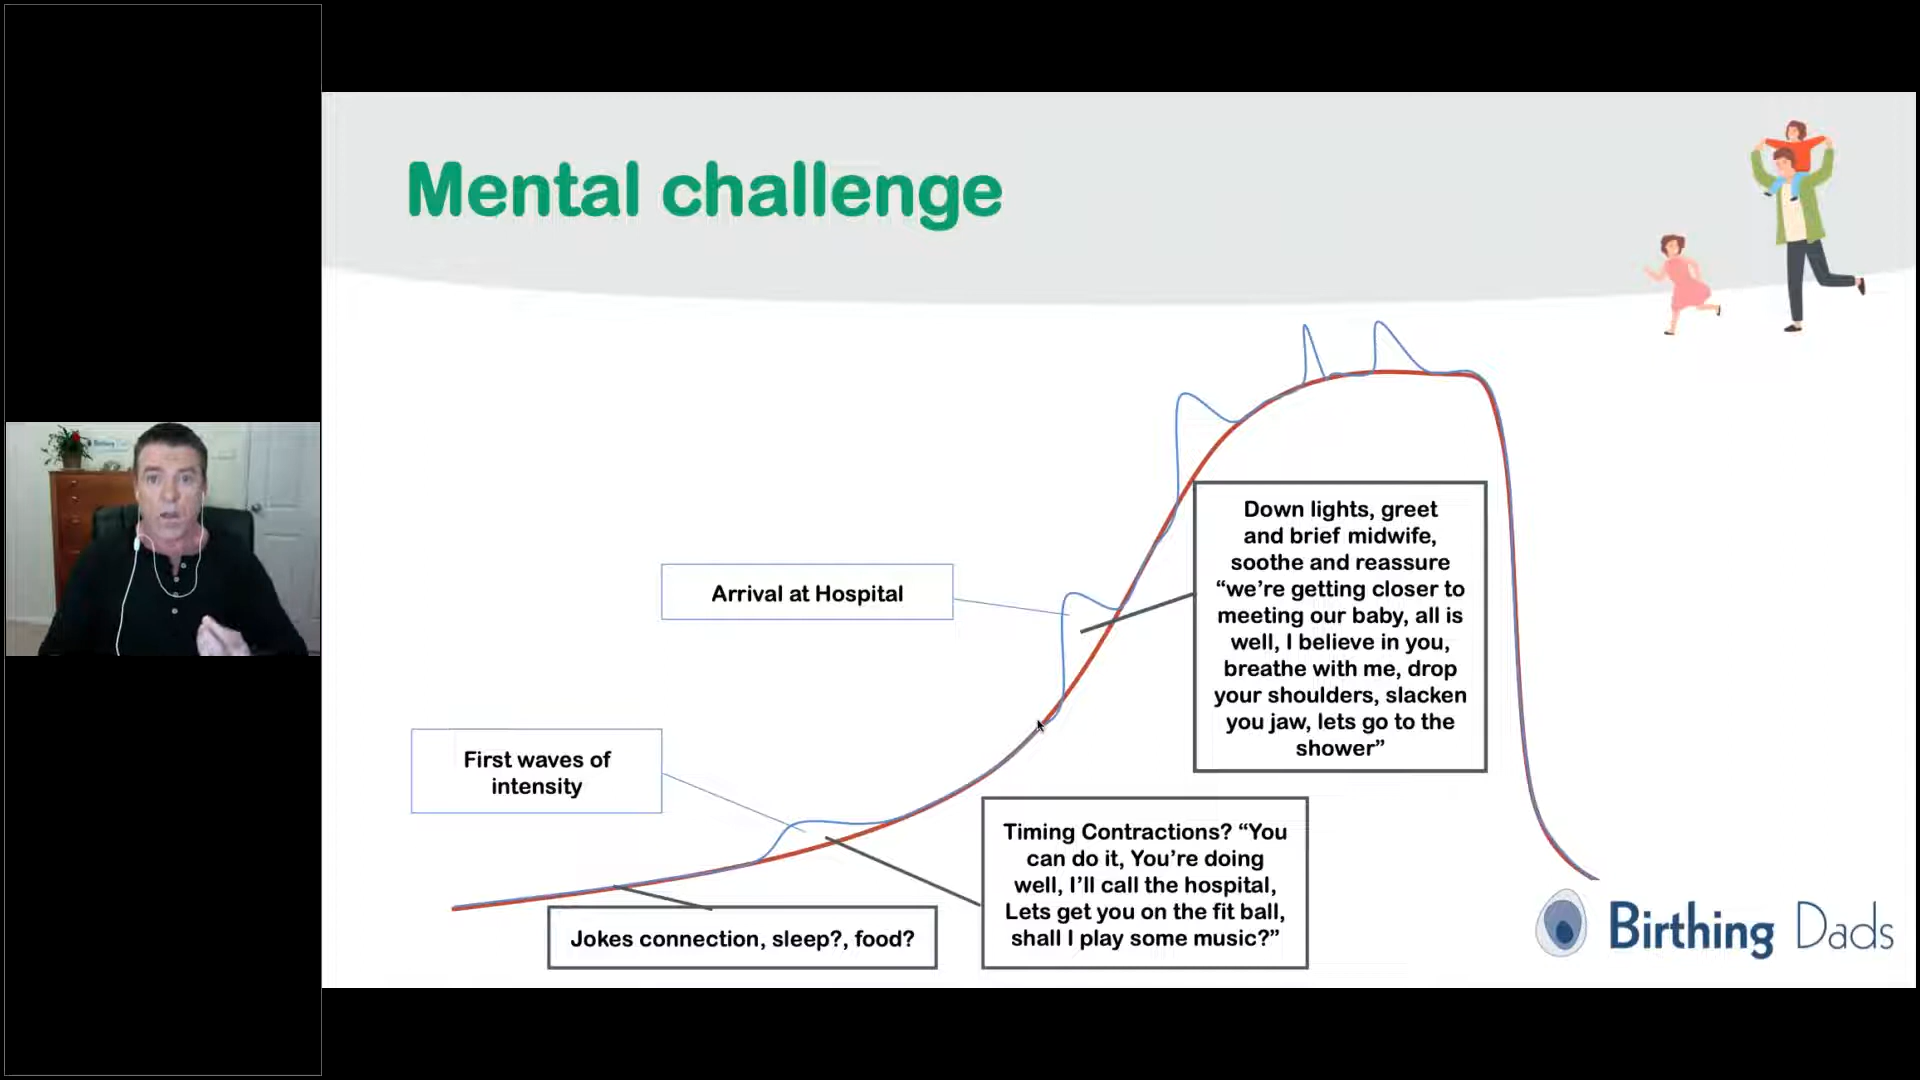 Mental challenge
Down lights, greet
and brief midwife,
soothe and reassure
“we’re getting closer to
meeting our baby, all is
well, I believe in you,
breathe with me, drop
your shoulders, slacken
you jaw, lets go to the
shower”
Arrival at Hospital
First waves of
intensity
Timing Contractions? “You
can do it, You’re doing
well, I’ll call the hospital,
Lets get you on the fit ball,
shall I play some music?”
Jokes connection, sleep?, food?
Birthing Dads
Birthing Dads